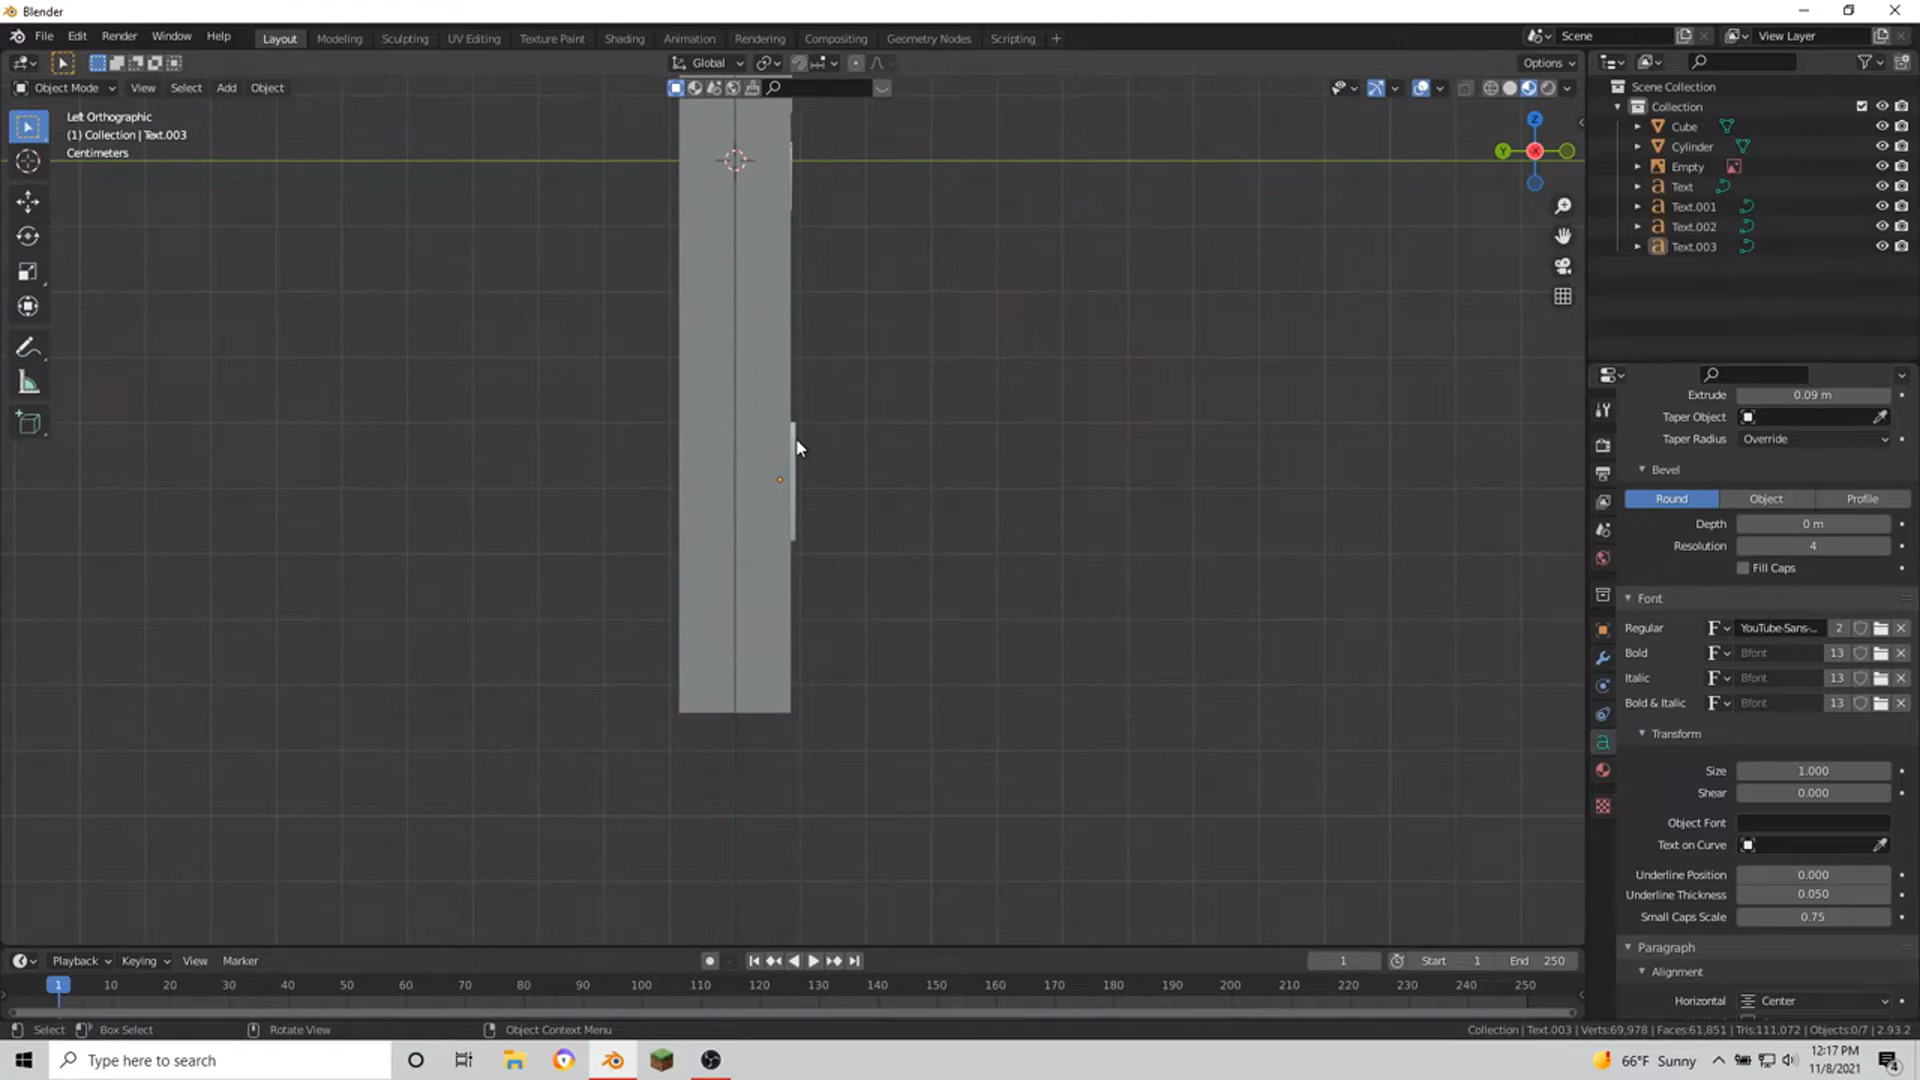 Blender
File Edit Render Window Help Layout Modeling Sculpting UV Editing Texture Paint Shading Animation Rendering Compositing Geometry Nodes Scripting + Scene View Layer
Global Options
Object Mode View Select Add Object
Left Orthographic
(1) Collection | Text.003
Centimeters
Z
Y
X
Scene Collection
Collection
Cube
Cylinder
Empty
Text
Text.001
Text.002
Text.003
Extrude 0.09 m
Taper Object
Taper Radius Override
Bevel
Round Object Profile
Depth 0 m
Resolution 4
Fill Caps
Font
Regular F YouTube-Sans-... 2
Bold F Bfont 13
Italic F Bfont 13
Bold & Italic F Bfont 13
Transform
Size 1.000
Shear 0.000
Object Font
Text on Curve
Underline Position 0.000
Underline Thickness 0.050
Small Caps Scale 0.75
Paragraph
Alignment
Horizontal Center
Playback Keying View Marker 1 Start 1 End 250
1 10 20 30 40 50 60 70 80 90 100 110 120 130 140 150 160 170 180 190 200 210 220 230 240 250
Select Box Select Rotate View Object Context Menu Collection | Text.003 | Verts:69,978 | Faces:61,851 | Tris:111,072 | Objects:0/7 | 2.93.2
Type here to search 66°F Sunny 12:17 PM
11/8/2021 4